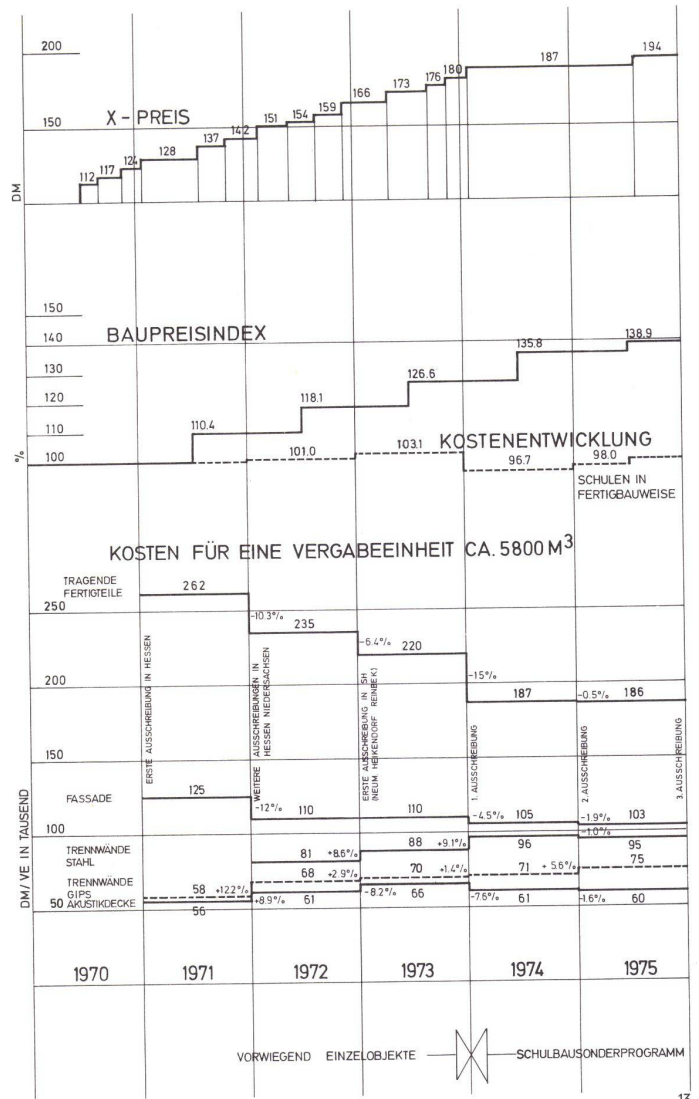 200
187
194
176 180
173
166
159
154
151
150
X - PREIS
142
137
128
124
117
112
DM
150
BAUPREISINDEX
140
138.9
135.8
130
126.6
120
118.1
110
110.4
KOSTENENTWICKLUNG
103.1
101.0
% 100
96.7
98.0
SCHULEN IN
FERTIGBAUWEISE
KOSTEN FÜR EINE VERGABEEINHEIT CA. 5800 M³
TRAGENDE
FERTIGTEILE
262
250
-10.3%
235
-6.4%
220
200
-15%
187
-0.5% 186
ERSTE AUSSCHREIBUNG IN HESSEN
WEITERE AUSSCHREIBUNGEN IN
HESSEN NIEDERSACHSEN
ERSTE AUSSCHREIBUNG IN SH
(NEUM HEIKENDORF REINBEK)
1. AUSSCHREIBUNG
2. AUSSCHREIBUNG
3. AUSSCHREIBUNG
150
FASSADE
125
-12% 110
110
-4.5% 105
-1.9% 103
100
-1.0%
TRENNWÄNDE
STAHL
81 +8.6%
88 +9.1%
96
95
TRENNWÄNDE
GIPS
58 +12.2%
68 +2.9%
70 +1.4%
71 + 5.6%
75
50 AKUSTIKDECKE
56
+8.9% 61
-8.2% 66
-7.6% 61
-1.6% 60
DM/ VE IN TAUSEND
1970 1971 1972 1973 1974 1975
VORWIEGEND EINZELOBJEKTE
SCHULBAUSONDERPROGRAMM
13